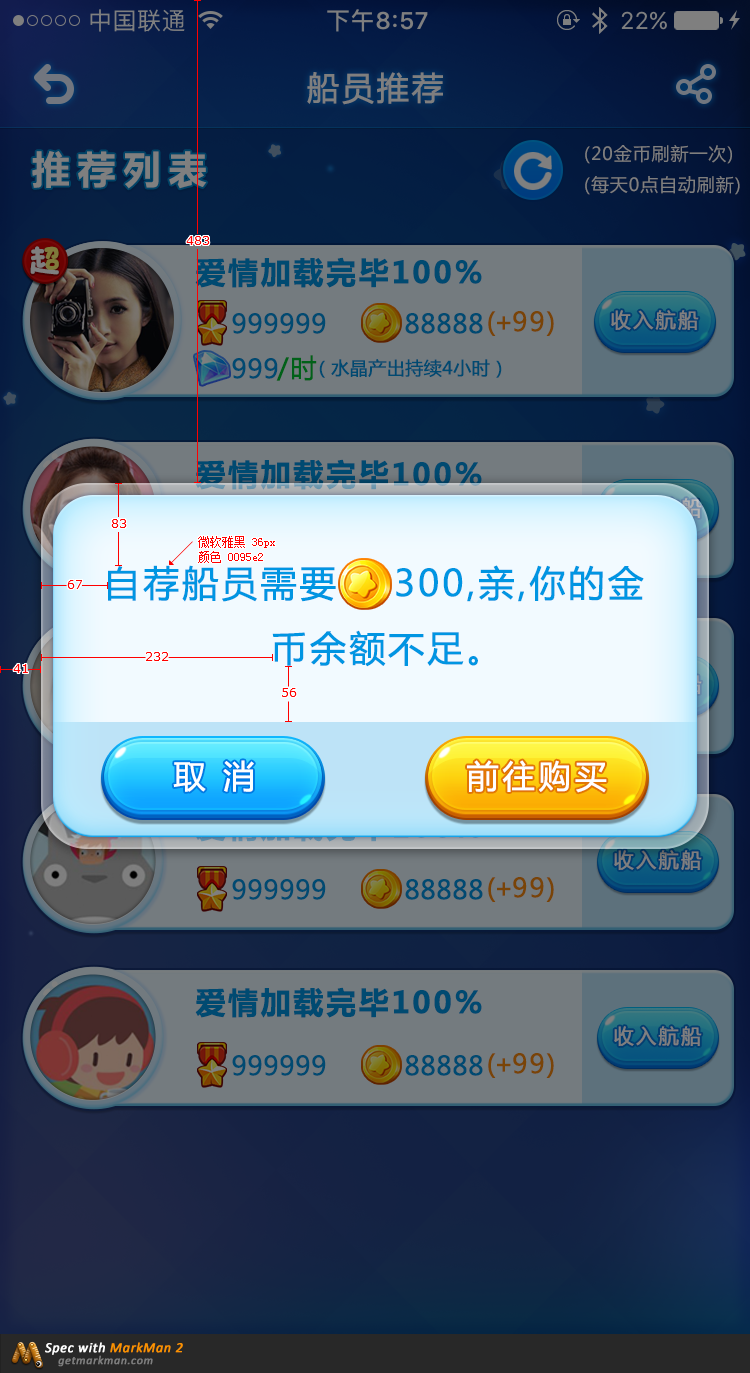 中国联通 下午8:57 22%
船员推荐
推荐列表
(20金币刷新一次)
(每天0点自动刷新)
483
超
爱情加载完毕100%
999999 88888(+99)
收入航船
999/时(水晶产出持续4小时)
爱情加载完毕100%
船
83
微软雅黑 36px
颜色 0095e2
67
自荐船员需要300,亲,你的金
币余额不足。
232
41
56
取 消
前往购买
999999 88888(+99)
收入航船
爱情加载完毕100%
999999 88888(+99)
收入航船
Spec with MarkMan 2
getmarkman.com